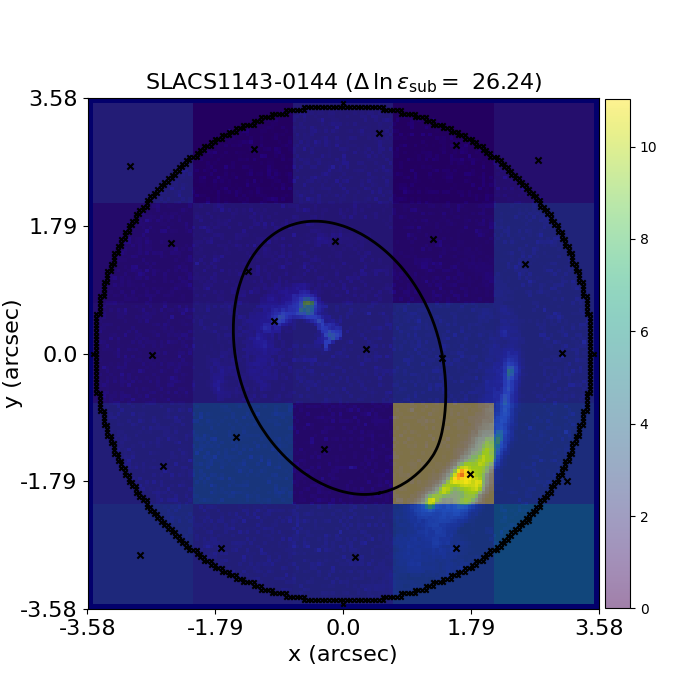 SLACS1143-0144 (Δ ln ε_sub = 26.24)
3.58
1.79
0.0
-1.79
-3.58
y (arcsec)
-3.58 -1.79 0.0 1.79 3.58
x (arcsec)
10
8
6
4
2
0